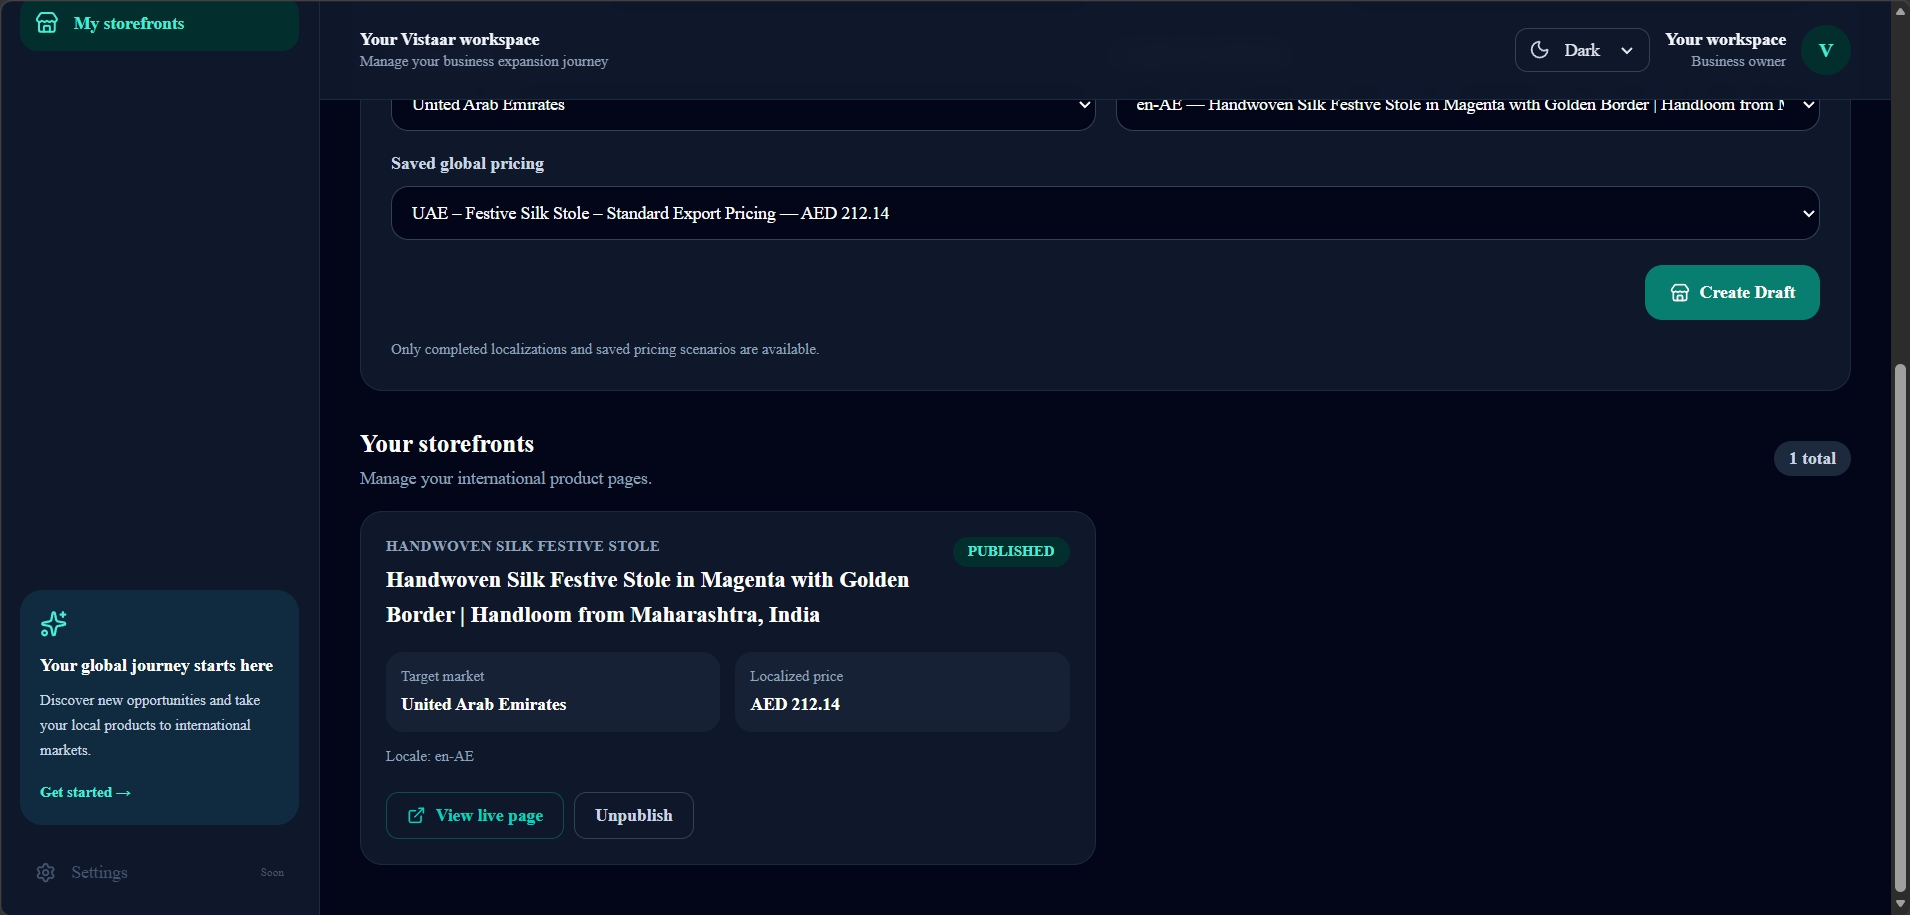 My storefronts
Your Vistaar workspace
Manage your business expansion journey
Dark
Your workspace
Business owner
V
United Arab Emirates
en-AE — Handwoven Silk Festive Stole in Magenta with Golden Border | Handloom from
Saved global pricing
UAE – Festive Silk Stole – Standard Export Pricing — AED 212.14
Create Draft
Only completed localizations and saved pricing scenarios are available.
Your storefronts
Manage your international product pages.
1 total
HANDWOVEN SILK FESTIVE STOLE
PUBLISHED
Handwoven Silk Festive Stole in Magenta with Golden
Border | Handloom from Maharashtra, India
Target market
United Arab Emirates
Localized price
AED 212.14
Locale: en-AE
View live page
Unpublish
Your global journey starts here
Discover new opportunities and take
your local products to international
markets.
Get started →
Settings
Soon